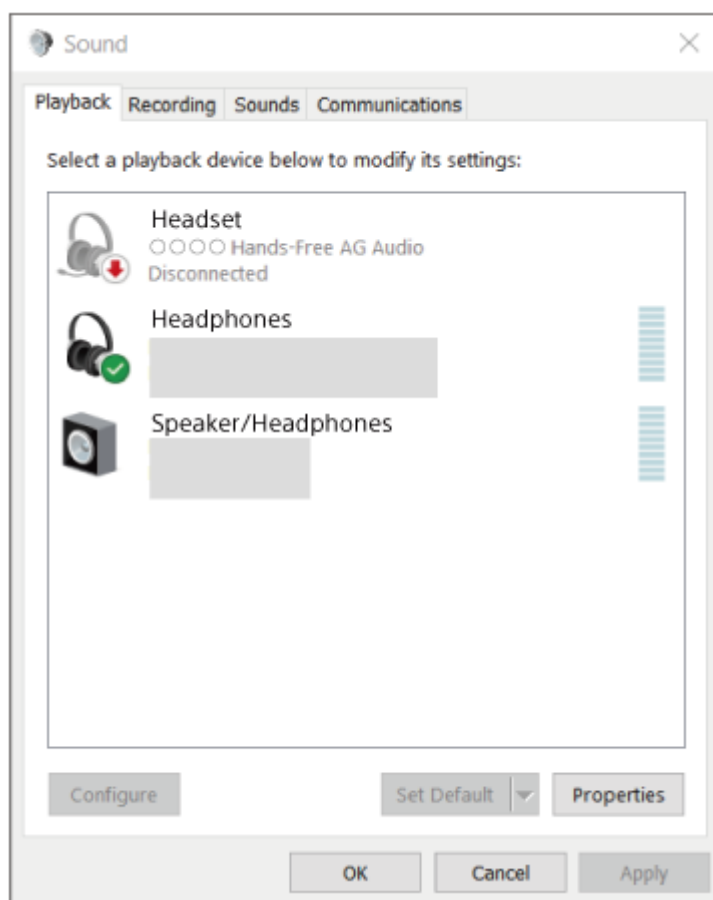 Sound
Playback Recording Sounds Communications
Select a playback device below to modify its settings:
Headset
○○○○ Hands-Free AG Audio
Disconnected
Headphones
Speaker/Headphones
Configure Set Default Properties
OK Cancel Apply